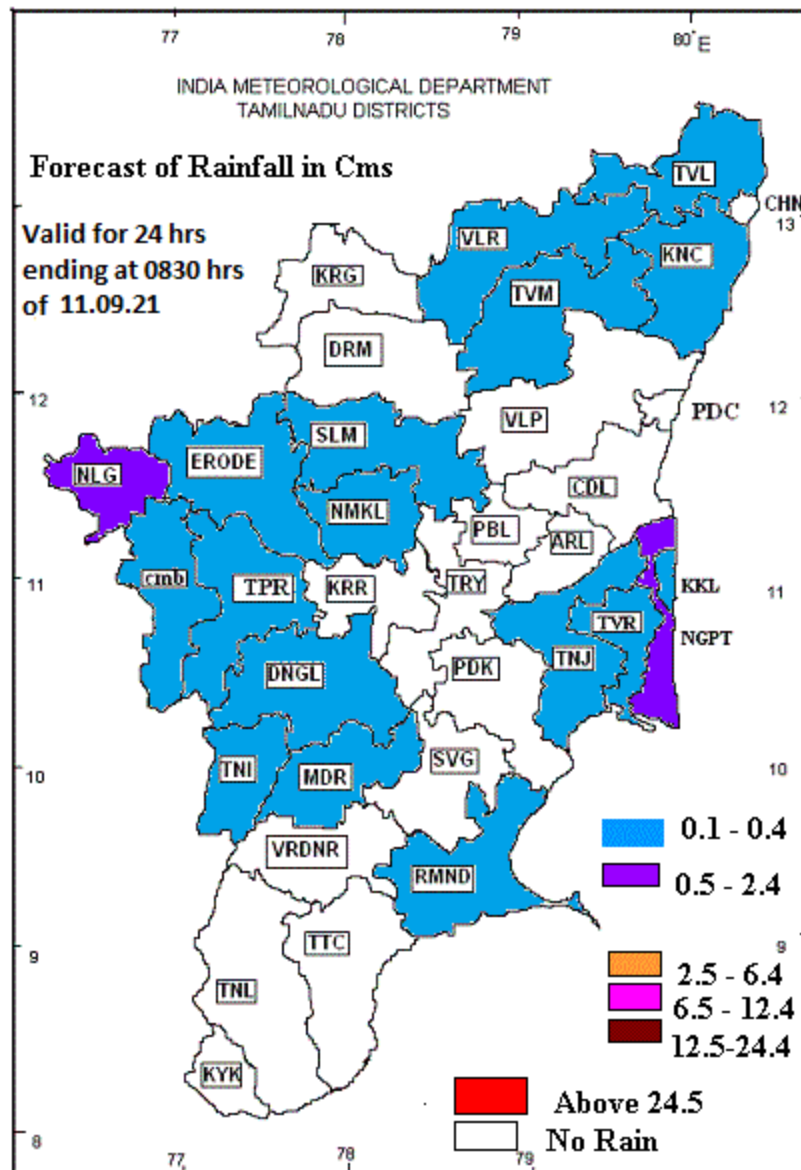 77 78 79 80° E
INDIA METEOROLOGICAL DEPARTMENT
TAMILNADU DISTRICTS
Forecast of Rainfall in Cms
Valid for 24 hrs
ending at 0830 hrs
of 11.09.21
TVL
CHN
13
VLR
KNC
KRG
TVM
DRM
12
12
PDC
VLP
SLM
ERODE
NLG
CDL
NMKL
PBL
ARL
11
cmb
TPR
KRR
TRY
KKL
11
TVR
NGPT
TNJ
DNGL
PDK
10
TNI
MDR
SVG
10
0.1 - 0.4
VRDNR
RMND
0.5 - 2.4
9
TTC
9
2.5 - 6.4
TNL
6.5 - 12.4
12.5-24.4
KYK
Above 24.5
No Rain
8
77 78 79